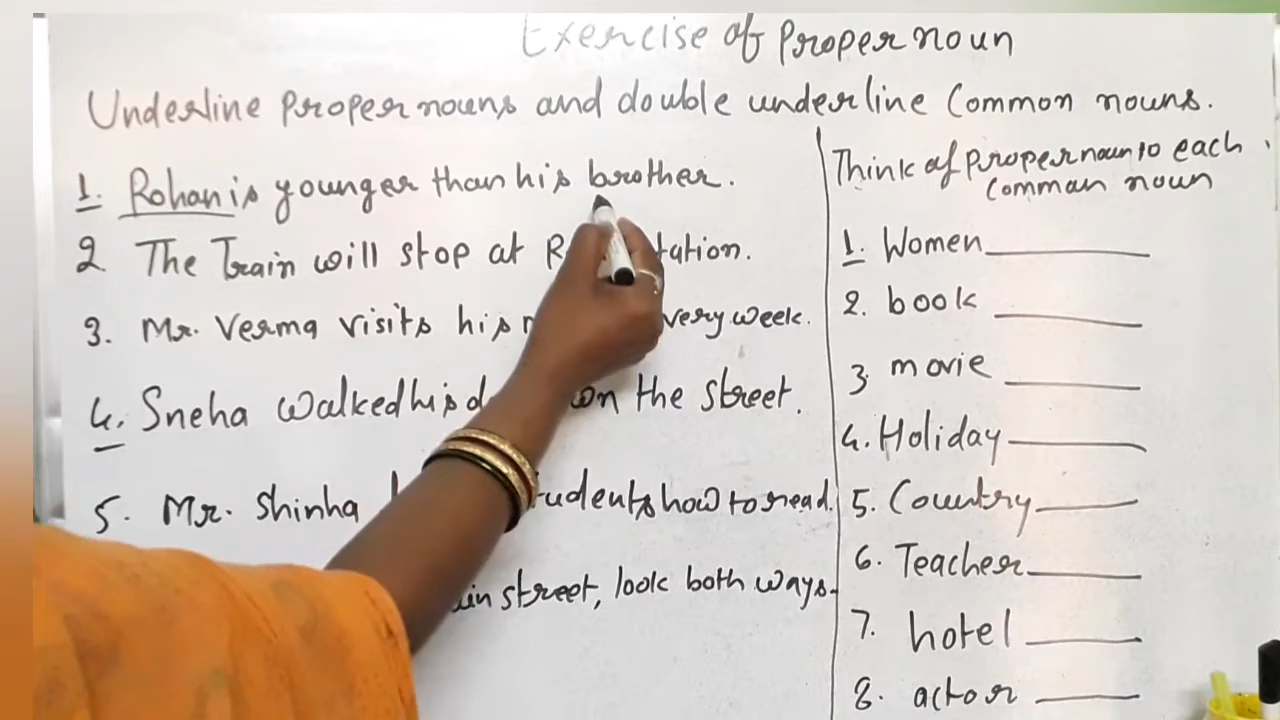 Exercise of Proper noun
Underline Proper nouns and double underline Common nouns.
1. Rohan is younger than his brother.
2. The Train will stop at
3. Mr. Verma visits his week.
4. Sneha walked his on the street.
5. Mr. Shinha how to read.
street, look both ways.
Think of Proper noun to each
Common noun
1. Women
2. book
3 movie
4. Holiday
5. Country
6. Teacher
7. hotel
8. actor